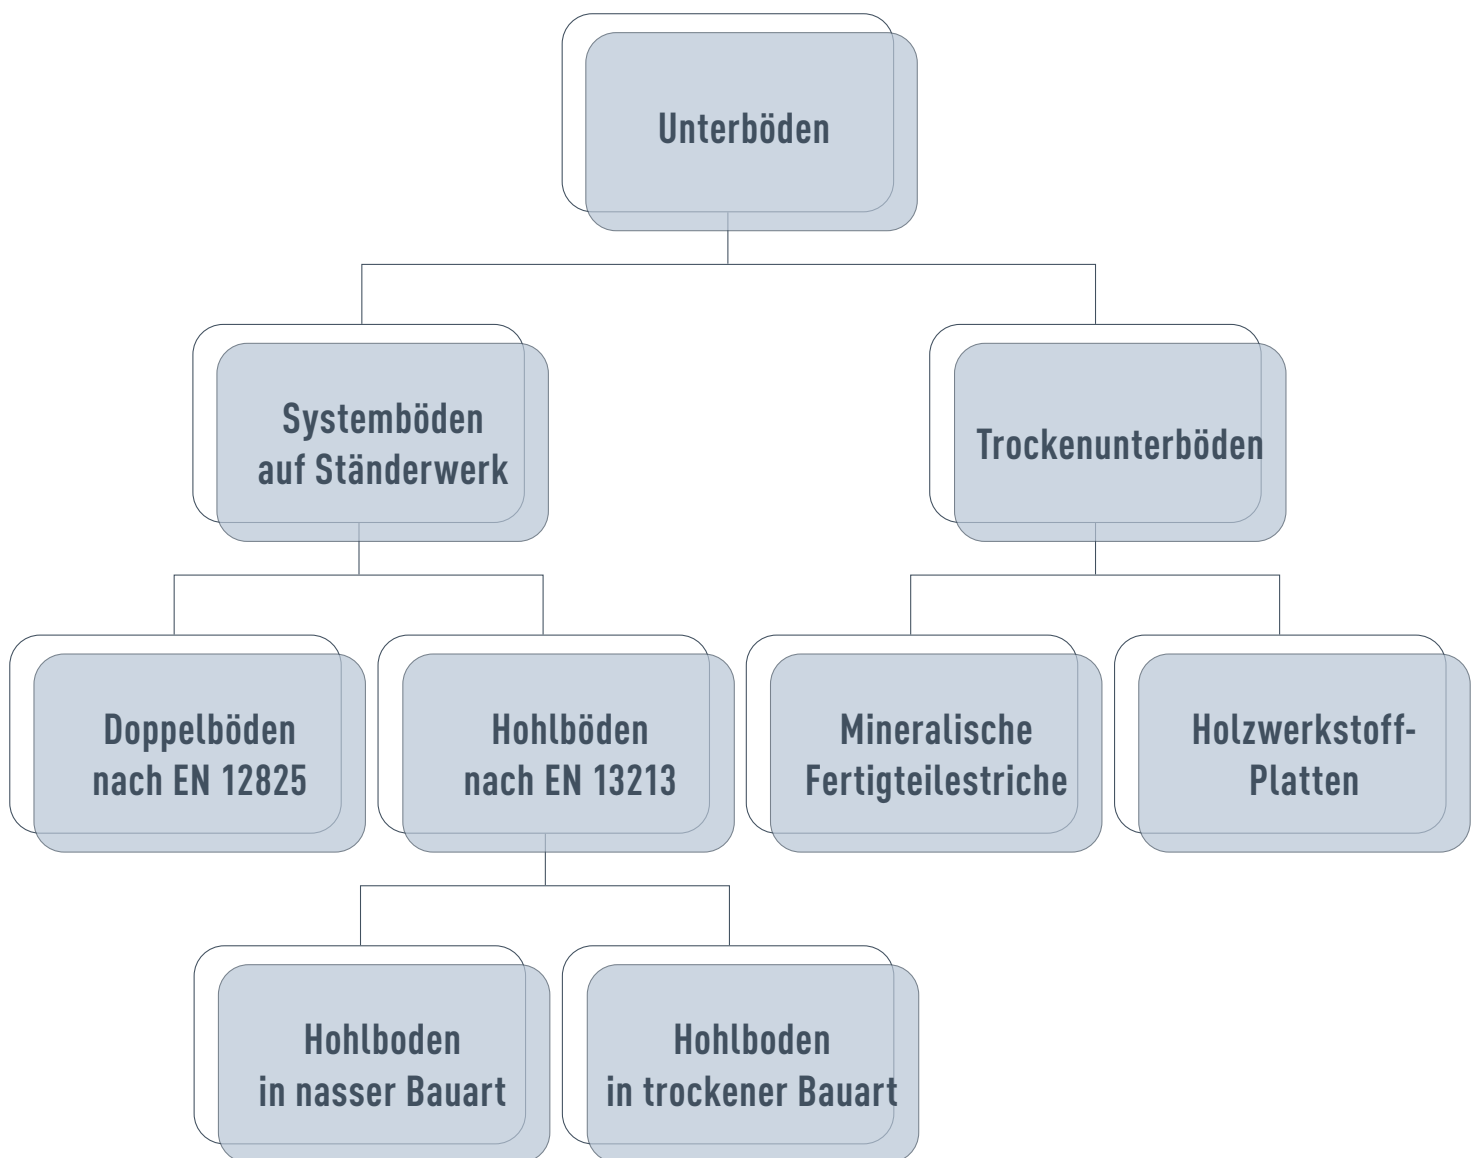 Unterböden
Systemböden
auf Ständerwerk
Trockenunterböden
Doppelböden
nach EN 12825
Hohlböden
nach EN 13213
Mineralische
Fertigteilestriche
Holzwerkstoff-
Platten
Hohlboden
in nasser Bauart
Hohlboden
in trockener Bauart